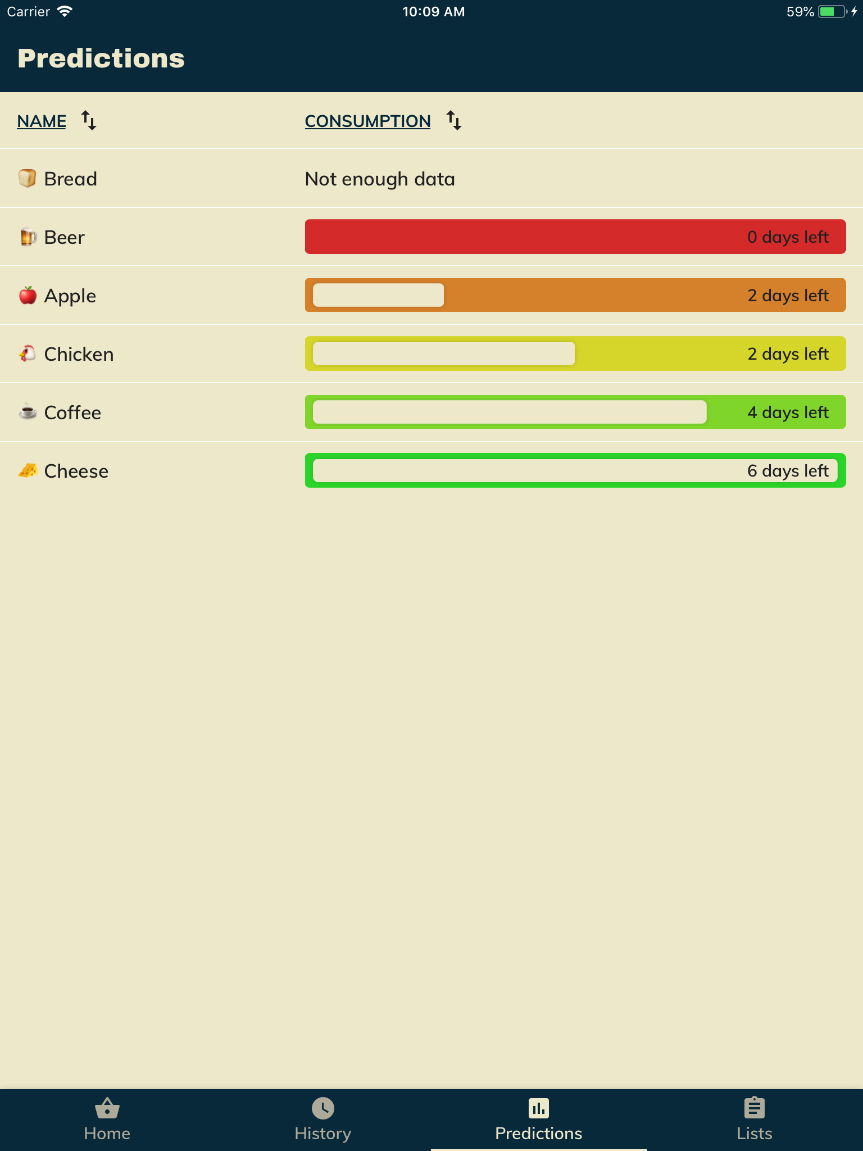 Carrier 10:09 AM 59%
Predictions
NAME CONSUMPTION
Bread Not enough data
Beer 0 days left
Apple 2 days left
Chicken 2 days left
Coffee 4 days left
Cheese 6 days left
Home History Predictions Lists